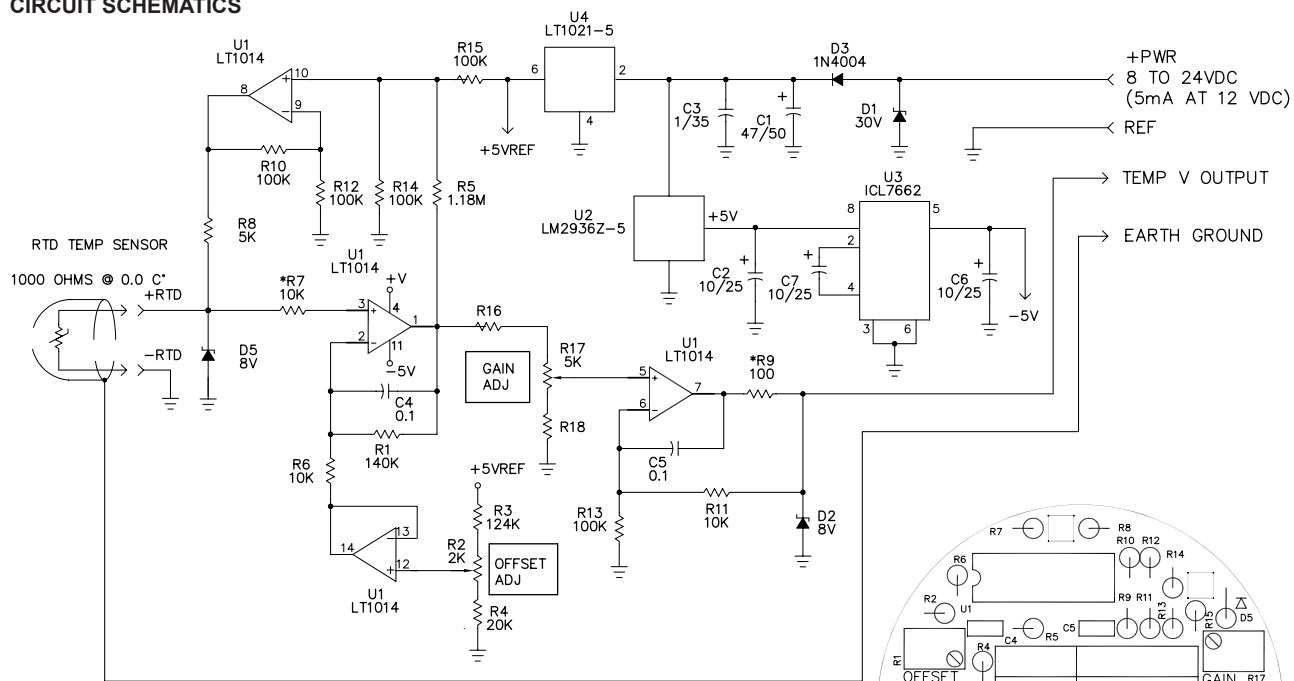 CIRCUIT SCHEMATICS
U1
LT1014
8
10
+
9
-
R15
100K
U4
LT1021-5
6
2
4
+5VREF
D3
1N4004
+PWR
8 TO 24VDC
(5mA AT 12 VDC)
REF
C3
1/35
+
C1
47/50
D1
30V
R10
100K
R12
100K
R14
100K
R5
1.18M
R8
5K
U2
LM2936Z-5
+5V
U3
ICL7662
8
2
4
5
3
6
+
C2
10/25
+
C7
10/25
+
C6
10/25
-5V
TEMP V OUTPUT
EARTH GROUND
RTD TEMP SENSOR
1000 OHMS @ 0.0 C°
+RTD
-RTD
D5
8V
*R7
10K
U1
LT1014
+V
4
3
+
2
-
1
11
-5V
C4
0.1
R1
140K
R6
10K
R16
GAIN
ADJ
R17
5K
R18
U1
LT1014
5
+
6
-
7
*R9
100
C5
0.1
R11
10K
R13
100K
D2
8V
+5VREF
R3
124K
R2
2K
OFFSET
ADJ
R4
20K
14
13
-
12
+
U1
LT1014
R7
R8
R10
R12
R14
R6
R2
U1
R9
R11
R13
R15
D5
C4
R5
C5
R1
R4
OFFSET
GAIN
R17